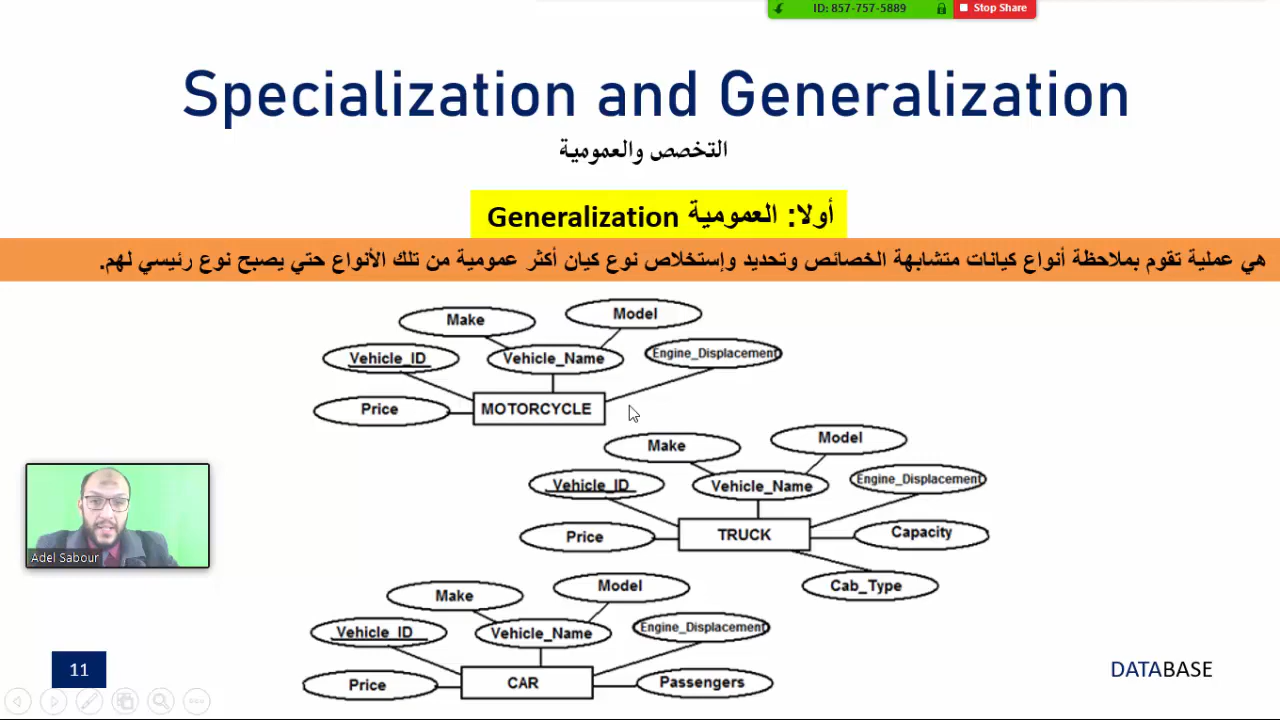 ID: 857-757-5889
Stop Share
Specialization and Generalization
التخصص والعمومية
أولا: العمومية Generalization
هي عملية تقوم بملاحظة أنواع كيانات متشابهة الخصائص وتحديد وإستخلاص نوع كيان أكثر عمومية من تلك الأنواع حتي يصبح نوع رئيسي لهم.
Make
Model
Vehicle_ID
Vehicle_Name
Engine_Displacement
Price
MOTORCYCLE
Make
Model
Vehicle_ID
Vehicle_Name
Engine_Displacement
Price
TRUCK
Capacity
Cab_Type
Adel Sabour
Make
Model
Vehicle_ID
Vehicle_Name
Engine_Displacement
Price
CAR
Passengers
11
DATABASE